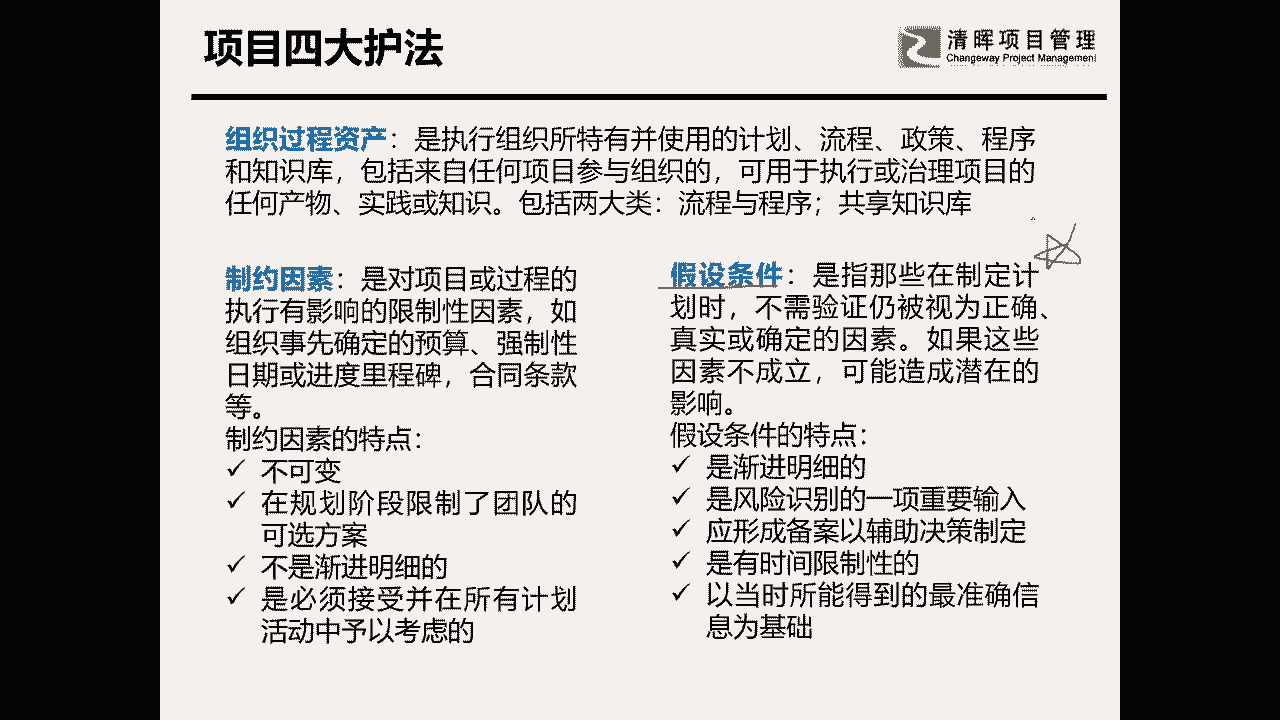 项目四大护法
清晖项目管理
Changeway Project Management
组织过程资产：是执行组织所特有并使用的计划、流程、政策、程序
和知识库，包括来自任何项目参与组织的，可用于执行或治理项目的
任何产物、实践或知识。包括两大类：流程与程序；共享知识库
制约因素：是对项目或过程的
执行有影响的限制性因素，如
组织事先确定的预算、强制性
日期或进度里程碑，合同条款
等。
制约因素的特点：
✓ 不可变
✓ 在规划阶段限制了团队的
可选方案
✓ 不是渐进明细的
✓ 是必须接受并在所有计划
活动中予以考虑的
假设条件：是指那些在制定计
划时，不需验证仍被视为正确、
真实或确定的因素。如果这些
因素不成立，可能造成潜在的
影响。
假设条件的特点：
✓ 是渐进明细的
✓ 是风险识别的一项重要输入
✓ 应形成备案以辅助决策制定
✓ 是有时间限制性的
✓ 以当时所能得到的最准确信
息为基础